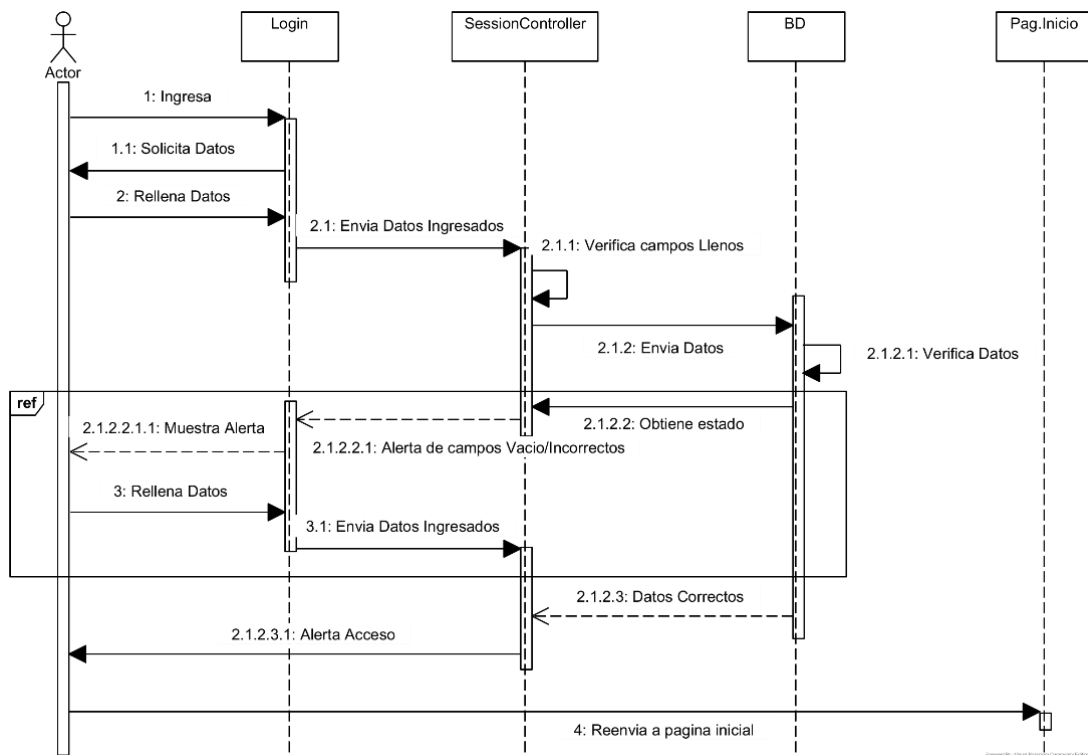 Login
SessionController
BD
Pag.Inicio
Actor
1: Ingresa
1.1: Solicita Datos
2: Rellena Datos
2.1: Envia Datos Ingresados
2.1.1: Verifica campos Llenos
2.1.2: Envia Datos
2.1.2.1: Verifica Datos
ref
2.1.2.2: Obtiene estado
2.1.2.2.1: Alerta de campos Vacio/Incorrectos
2.1.2.2.1.1: Muestra Alerta
3: Rellena Datos
3.1: Envia Datos Ingresados
2.1.2.3: Datos Correctos
2.1.2.3.1: Alerta Acceso
4: Reenvia a pagina inicial